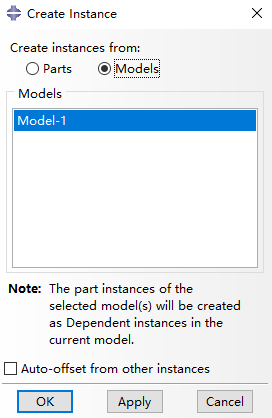 Create Instance
Create instances from:
Parts
Models
Models
Model-1
Note: The part instances of the
selected model(s) will be created
as Dependent instances in the
current model.
Auto-offset from other instances
OK
Apply
Cancel